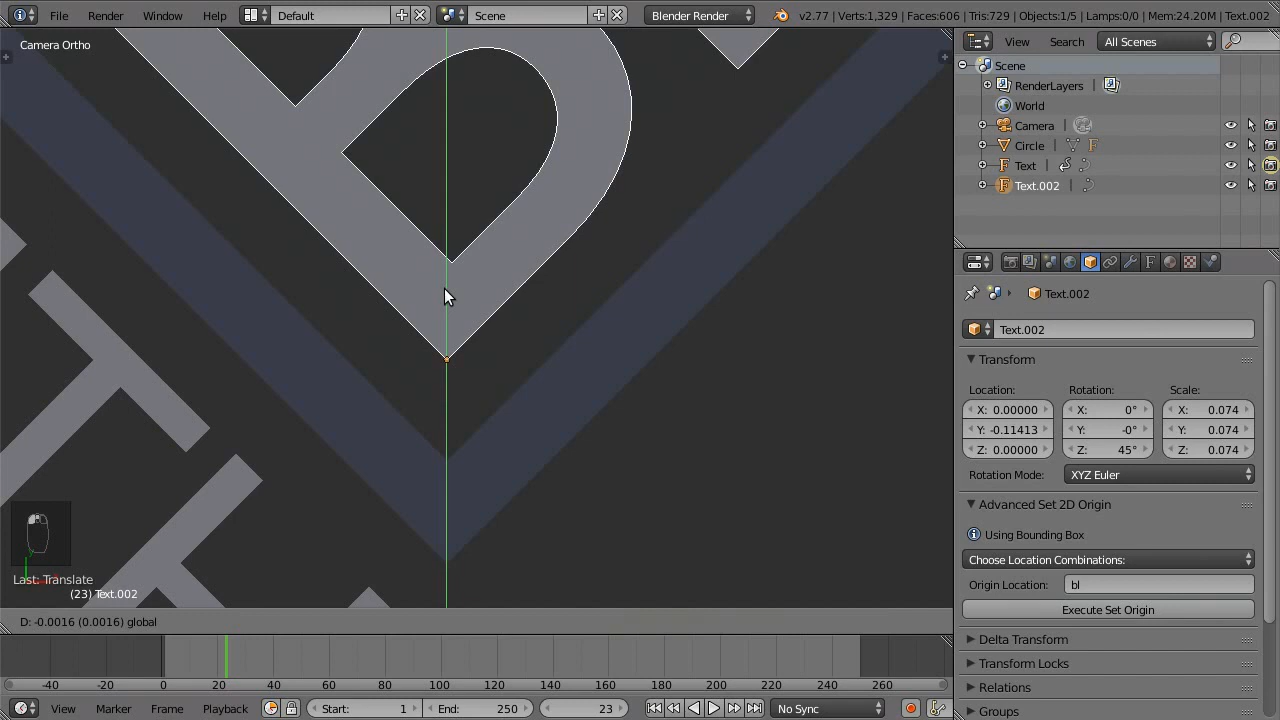 File Render Window Help Default Scene Blender Render v2.77 | Verts:1,329 | Faces:606 | Tris:729 | Objects:1/5 | Lamps:0/0 | Mem:24.20M | Text.002
Camera Ortho
View Search All Scenes
Scene
RenderLayers
World
Camera
Circle
Text
Text.002
Text.002
Text.002
Transform
Location: Rotation: Scale:
X: 0.00000 X: 0° X: 0.074
Y: -0.11413 Y: -0° Y: 0.074
Z: 0.00000 Z: 45° Z: 0.074
Rotation Mode: XYZ Euler
Advanced Set 2D Origin
Using Bounding Box
Choose Location Combinations:
Origin Location: bl
Execute Set Origin
Delta Transform
Transform Locks
Relations
Groups
Last: Translate
(23) Text.002
D: -0.0016 (0.0016) global
-40 -20 0 20 40 60 80 100 120 140 160 180 200 220 240 260
View Marker Frame Playback Start: 1 End: 250 23 No Sync